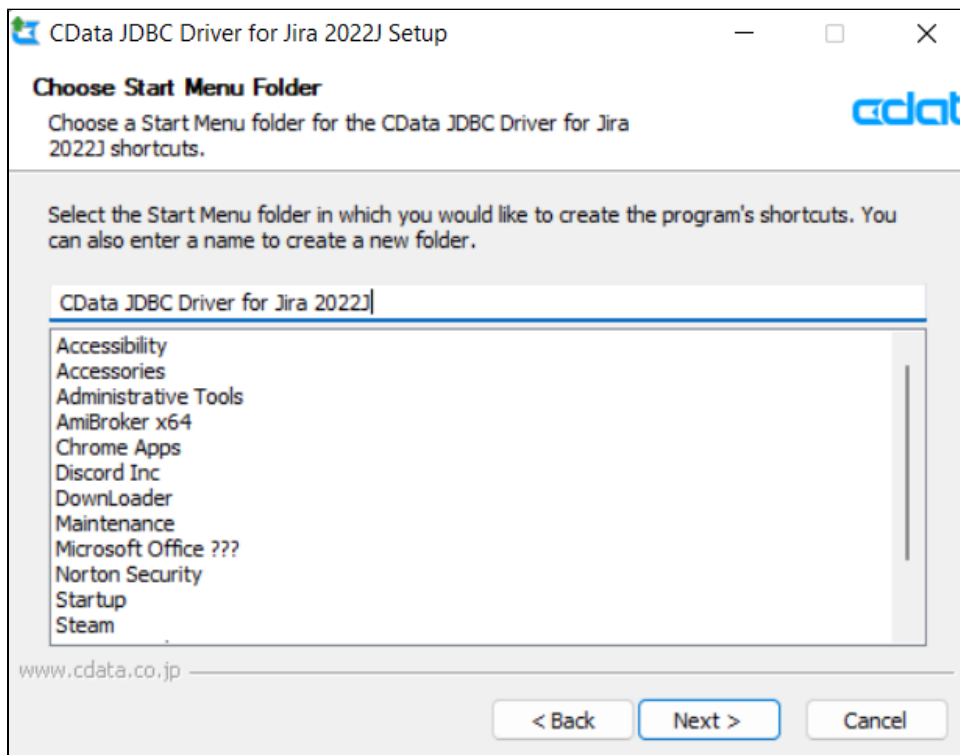 CData JDBC Driver for Jira 2022J Setup
Choose Start Menu Folder
Choose a Start Menu folder for the CData JDBC Driver for Jira
2022J shortcuts.
cdat
Select the Start Menu folder in which you would like to create the program's shortcuts. You
can also enter a name to create a new folder.
CData JDBC Driver for Jira 2022J
Accessibility
Accessories
Administrative Tools
AmiBroker x64
Chrome Apps
Discord Inc
DownLoader
Maintenance
Microsoft Office ???
Norton Security
Startup
Steam
www.cdata.co.jp
< Back
Next >
Cancel